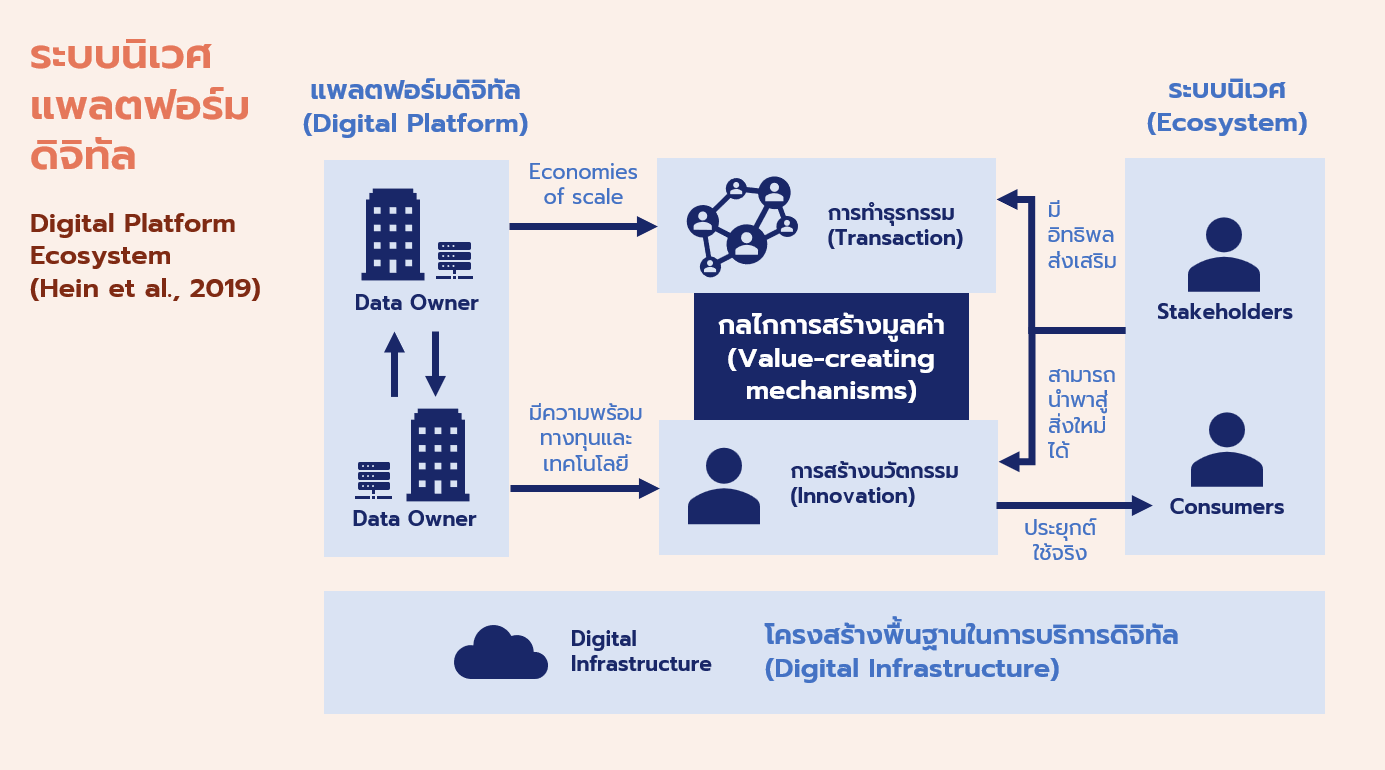 ระบบนิเวศ
แพลตฟอร์ม
ดิจิทัล
Digital Platform
Ecosystem
(Hein et al., 2019)
แพลตฟอร์มดิจิทัล
(Digital Platform)
Data Owner
Data Owner
Economies
of scale
มีความพร้อม
ทางทุนและ
เทคโนโลยี
การทำธุรกรรม
(Transaction)
กลไกการสร้างมูลค่า
(Value-creating
mechanisms)
การสร้างนวัตกรรม
(Innovation)
มี
อิทธิพล
ส่งเสริม
สามารถ
นำพาสู่
สิ่งใหม่
ได้
ประยุกต์
ใช้จริง
ระบบนิเวศ
(Ecosystem)
Stakeholders
Consumers
Digital
Infrastructure
โครงสร้างพื้นฐานในการบริการดิจิทัล
(Digital Infrastructure)